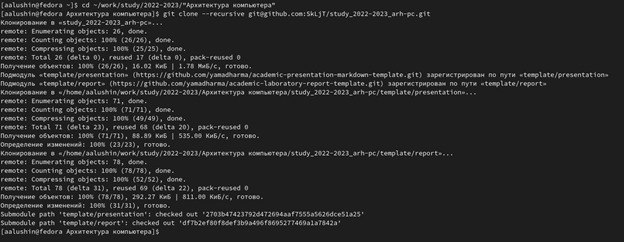 [aalushin@fedora ~]$ cd ~/work/study/2022-2023/"Архитектура компьютера"
[aalushin@fedora Архитектура компьютера]$ git clone --recursive git@github.com:SkLjT/study_2022-2023_arh-pc.git
Клонирование в «study_2022-2023_arh-pc»...
remote: Enumerating objects: 26, done.
remote: Counting objects: 100% (26/26), done.
remote: Compressing objects: 100% (25/25), done.
remote: Total 26 (delta 0), reused 17 (delta 0), pack-reused 0
Получение объектов: 100% (26/26), 16.02 КиБ | 1.78 МиБ/с, готово.
Подмодуль «template/presentation» (https://github.com/yamadharma/academic-presentation-markdown-template.git) зарегистрирован по пути «template/presentation»
Подмодуль «template/report» (https://github.com/yamadharma/academic-laboratory-report-template.git) зарегистрирован по пути «template/report»
Клонирование в «/home/aalushin/work/study/2022-2023/Архитектура компьютера/study_2022-2023_arh-pc/template/presentation»...
remote: Enumerating objects: 71, done.
remote: Counting objects: 100% (71/71), done.
remote: Compressing objects: 100% (49/49), done.
remote: Total 71 (delta 23), reused 68 (delta 20), pack-reused 0
Получение объектов: 100% (71/71), 88.89 КиБ | 535.00 КиБ/с, готово.
Определение изменений: 100% (23/23), готово.
Клонирование в «/home/aalushin/work/study/2022-2023/Архитектура компьютера/study_2022-2023_arh-pc/template/report»...
remote: Enumerating objects: 78, done.
remote: Counting objects: 100% (78/78), done.
remote: Compressing objects: 100% (52/52), done.
remote: Total 78 (delta 31), reused 69 (delta 22), pack-reused 0
Получение объектов: 100% (78/78), 292.27 КиБ | 811.00 КиБ/с, готово.
Определение изменений: 100% (31/31), готово.
Submodule path 'template/presentation': checked out '2703b47423792d472694aaf7555a5626dce51a25'
Submodule path 'template/report': checked out 'df7b2ef80f8def3b9a496f8695277469a1a7842a'
[aalushin@fedora Архитектура компьютера]$